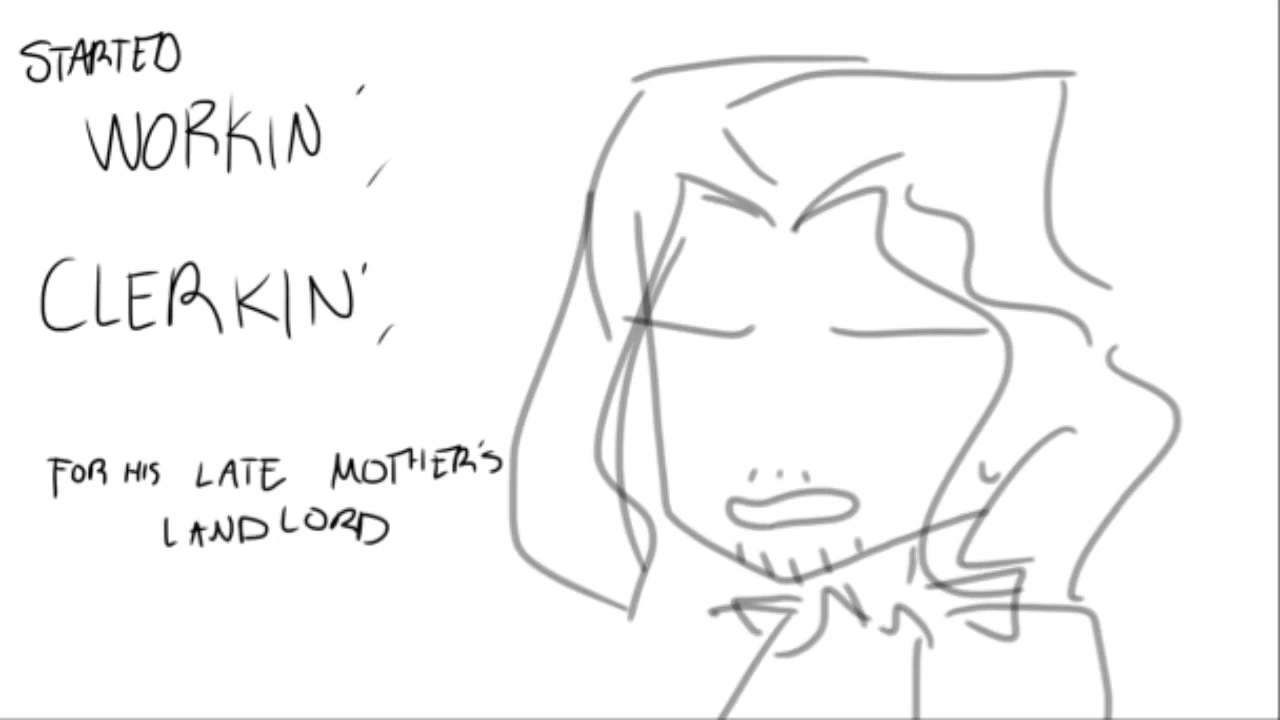 STARTED
WORKIN',
CLERKIN',
FOR HIS LATE MOTHER'S
LANDLORD